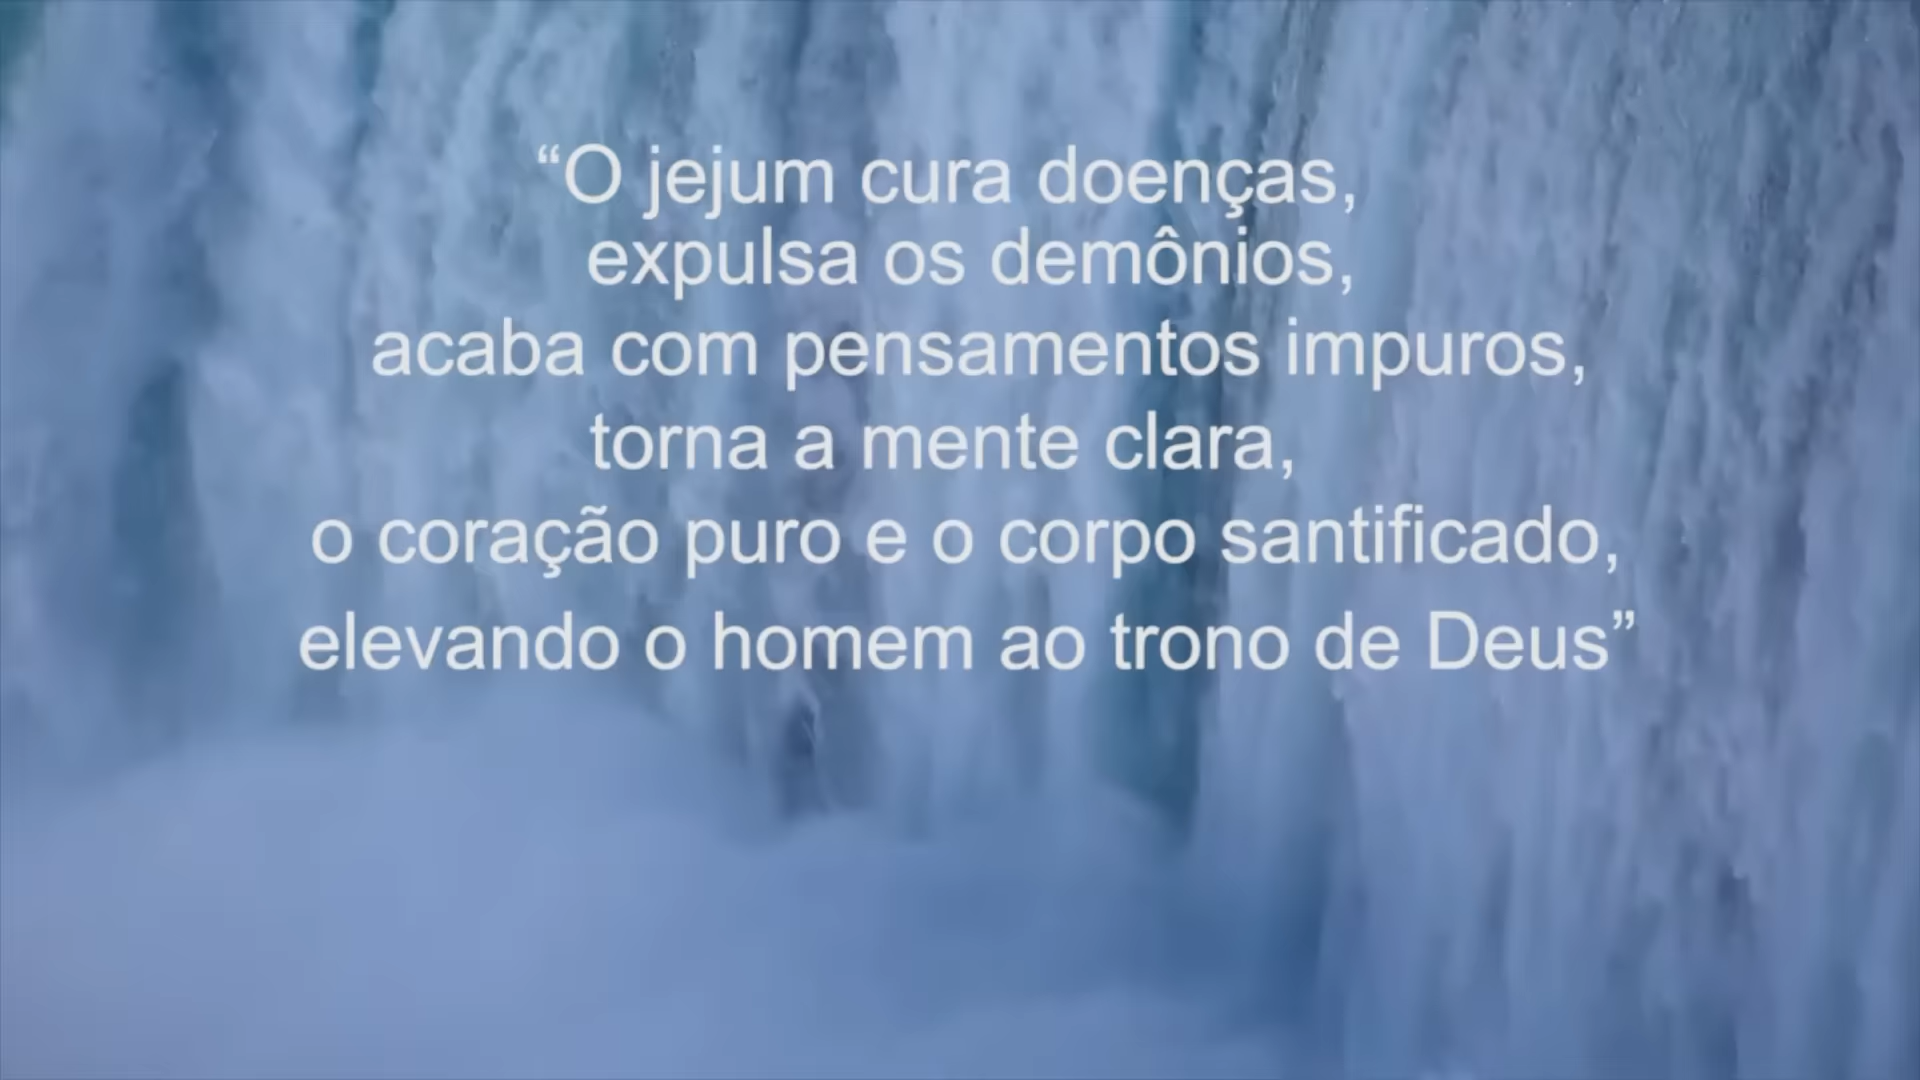 “O jejum cura doenças,
expulsa os demônios,
acaba com pensamentos impuros,
torna a mente clara,
o coração puro e o corpo santificado,
elevando o homem ao trono de Deus”